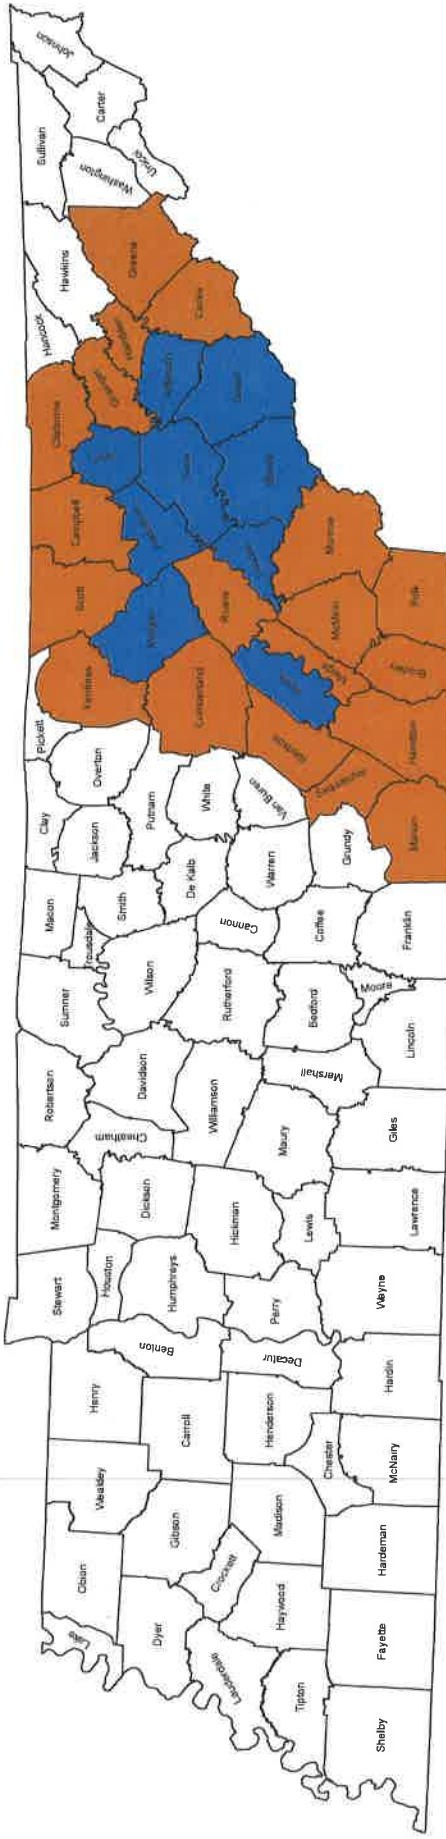 Johnson
Carter
Sullivan
Unicoi
Washington
Greene
Hawkins
Hancock
Cocke
Hamblen
Grainger
Claiborne
Campbell
Scott
Morgan
Roane
Monroe
McMinn
Polk
Meigs
Bradley
Hamilton
Rhea
Cumberland
Fentress
Pickett
Overton
Clay
Jackson
Putnam
White
Van Buren
Bledsoe
Sequatchie
Marion
Grundy
Warren
De Kalb
Smith
Macon
Trousdale
Cannon
Coffee
Franklin
Moore
Bedford
Rutherford
Wilson
Sumner
Robertson
Davidson
Cheatham
Williamson
Marshall
Lincoln
Giles
Maury
Montgomery
Dickson
Hickman
Lewis
Lawrence
Stewart
Houston
Humphreys
Perry
Wayne
Benton
Decatur
Hardin
Henry
Carroll
Henderson
Chester
McNairy
Weakley
Gibson
Madison
Hardeman
Obion
Crockett
Haywood
Fayette
Lake
Dyer
Lauderdale
Tipton
Shelby